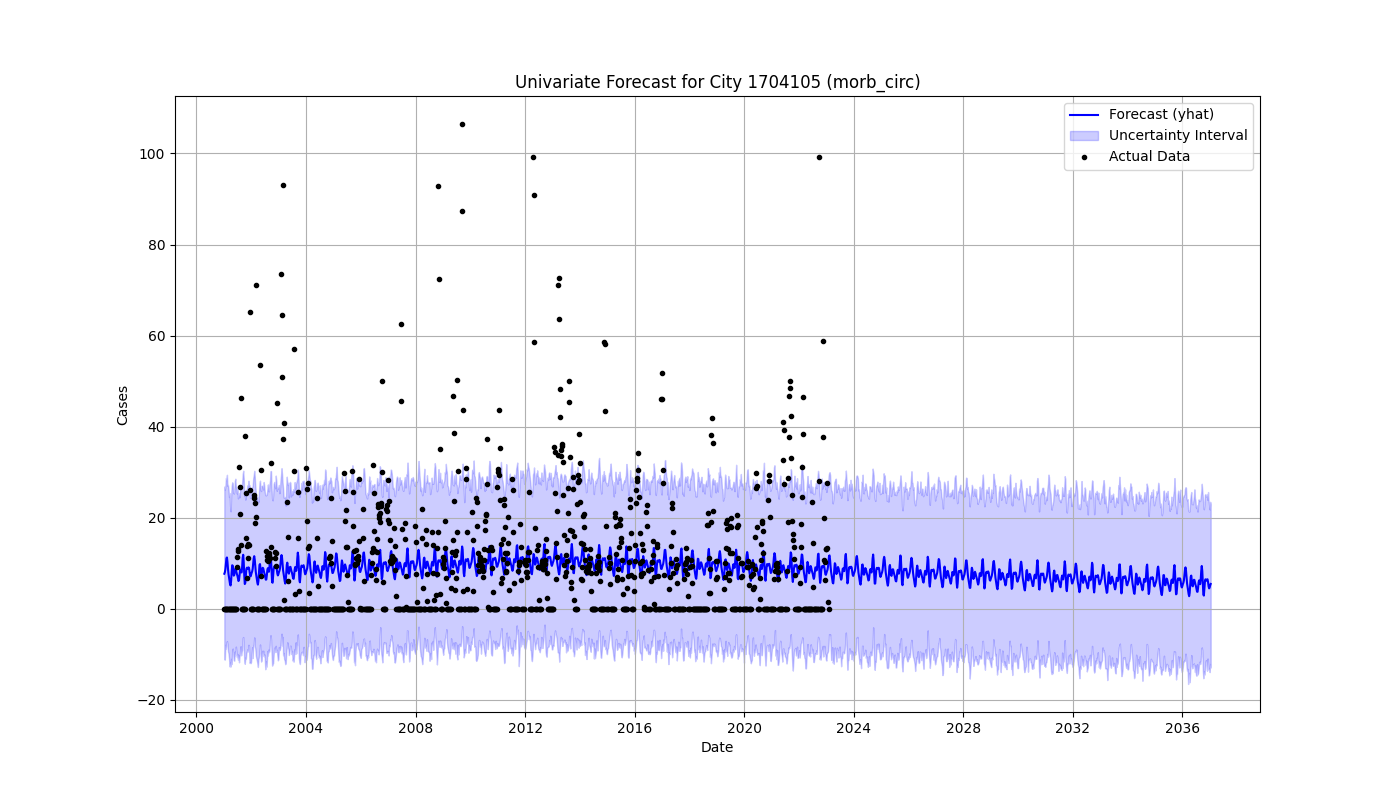 Univariate Forecast for City 1704105 (morb_circ)
Forecast (yhat)
Uncertainty Interval
Actual Data
100
80
60
40
20
0
−20
Cases
2000 2004 2008 2012 2016 2020 2024 2028 2032 2036
Date